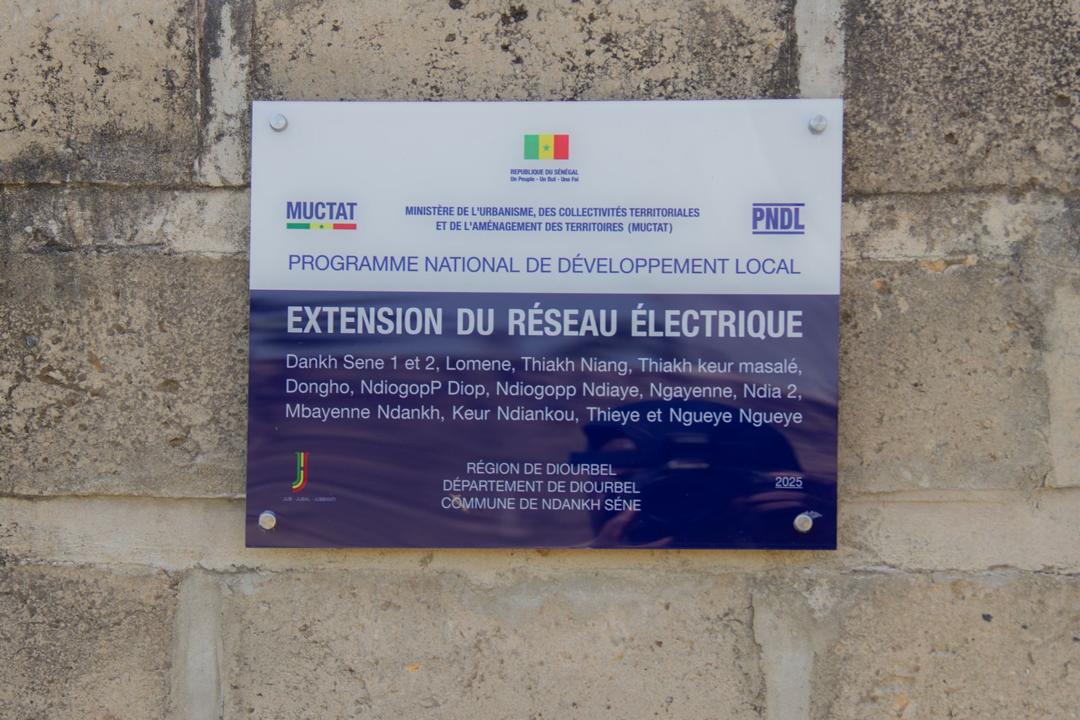 REPUBLIQUE DU SÉNÉGAL
Un Peuple - Un But - Une Foi
MUCTAT
MINISTÈRE DE L'URBANISME, DES COLLECTIVITÉS TERRITORIALES
ET DE L'AMÉNAGEMENT DES TERRITOIRES (MUCTAT)
PNDL
PROGRAMME NATIONAL DE DÉVELOPPEMENT LOCAL
EXTENSION DU RÉSEAU ÉLECTRIQUE
Dankh Sene 1 et 2, Lomene, Thiakh Niang, Thiakh keur masalé,
Dongho, NdiogopP Diop, Ndiogopp Ndiaye, Ngayenne, Ndia 2,
Mbayenne Ndankh, Keur Ndiankou, Thieye et Ngueye Ngueye
JUB - JUBAL - JUBBANTI
RÉGION DE DIOURBEL
DÉPARTEMENT DE DIOURBEL
COMMUNE DE NDANKH SÉNE
2025